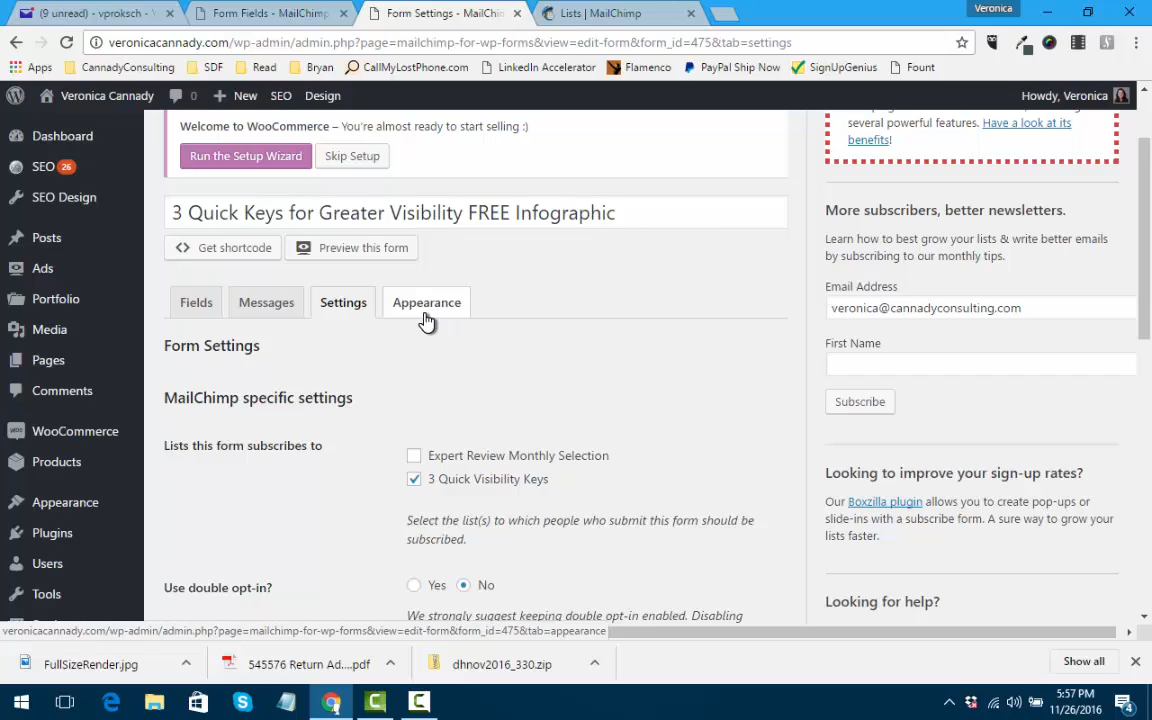 (9 unread) - vproksch
Form Fields - MailChimp
Form Settings - MailChin
Lists | MailChimp
Veronica
veronicacannady.com/wp-admin/admin.php?page=mailchimp-for-wp-forms&view=edit-form&form_id=475&tab=settings
Apps CannadyConsulting SDF Read Bryan CallMyLostPhone.com LinkedIn Accelerator Flamenco PayPal Ship Now SignUpGenius Fount
Veronica Cannady 0 New SEO Design Howdy, Veronica
Dashboard
SEO 26
SEO Design
Posts
Ads
Portfolio
Media
Pages
Comments
WooCommerce
Products
Appearance
Plugins
Users
Tools
Welcome to WooCommerce – You're almost ready to start selling :)
Run the Setup Wizard Skip Setup
3 Quick Keys for Greater Visibility FREE Infographic
Get shortcode Preview this form
Fields Messages Settings Appearance
Form Settings
MailChimp specific settings
Lists this form subscribes to
Expert Review Monthly Selection
3 Quick Visibility Keys
Select the list(s) to which people who submit this form should be
subscribed.
Use double opt-in?
Yes No
We strongly suggest keeping double opt-in enabled. Disabling
several powerful features. Have a look at its
benefits!
More subscribers, better newsletters.
Learn how to best grow your lists & write better emails
by subscribing to our monthly tips.
Email Address
veronica@cannadyconsulting.com
First Name
Subscribe
Looking to improve your sign-up rates?
Our Boxzilla plugin allows you to create pop-ups or
slide-ins with a subscribe form. A sure way to grow your
lists faster.
Looking for help?
veronicacannady.com/wp-admin/admin.php?page=mailchimp-for-wp-forms&view=edit-form&form_id=475&tab=appearance
FullSizeRender.jpg
545576 Return Ad....pdf
dhnov2016_330.zip
Show all
5:57 PM
11/26/2016
4